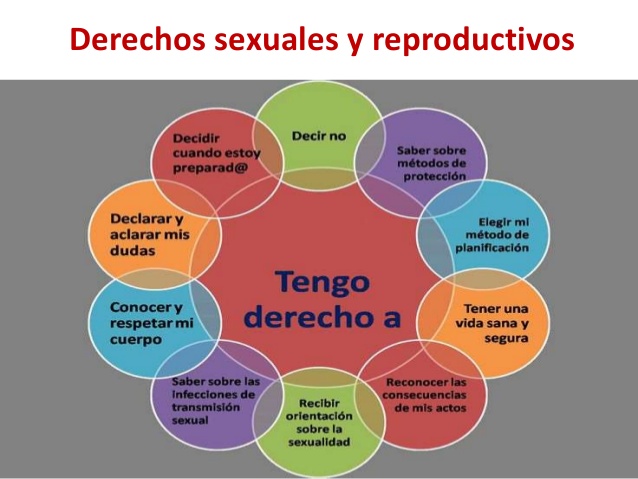 Derechos sexuales y reproductivos
Decir no
Saber sobre
métodos de
protección
Elegir mi
método de
planificación
Tener una
vida sana y
segura
Reconocer las
consecuencias
de mis actos
Recibir
orientación
sobre la
sexualidad
Saber sobre las
infecciones de
transmisión
sexual
Conocer y
respetar mi
cuerpo
Declarar y
aclarar mis
dudas
Decidir
cuando estoy
preparad@
Tengo
derecho a